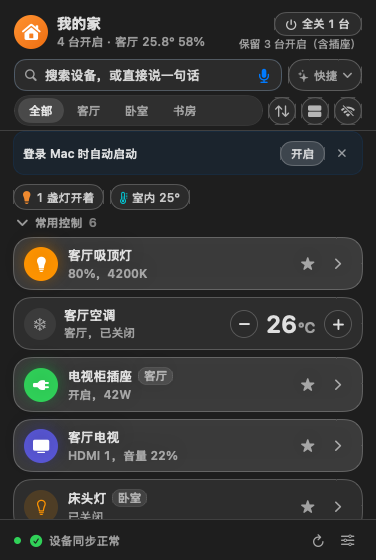 我的家
4 台开启 · 客厅 25.8° 58%
全关 1 台
保留 3 台开启（含插座）
搜索设备，或直接说一句话
快捷
全部
客厅
卧室
书房
登录 Mac 时自动启动
开启
1 盏灯开着
室内 25°
常用控制 6
客厅吸顶灯
80%，4200K
客厅空调
客厅，已关闭
26°C
电视柜插座 客厅
开启，42W
客厅电视
HDMI 1，音量 22%
床头灯 卧室
已关闭
设备同步正常